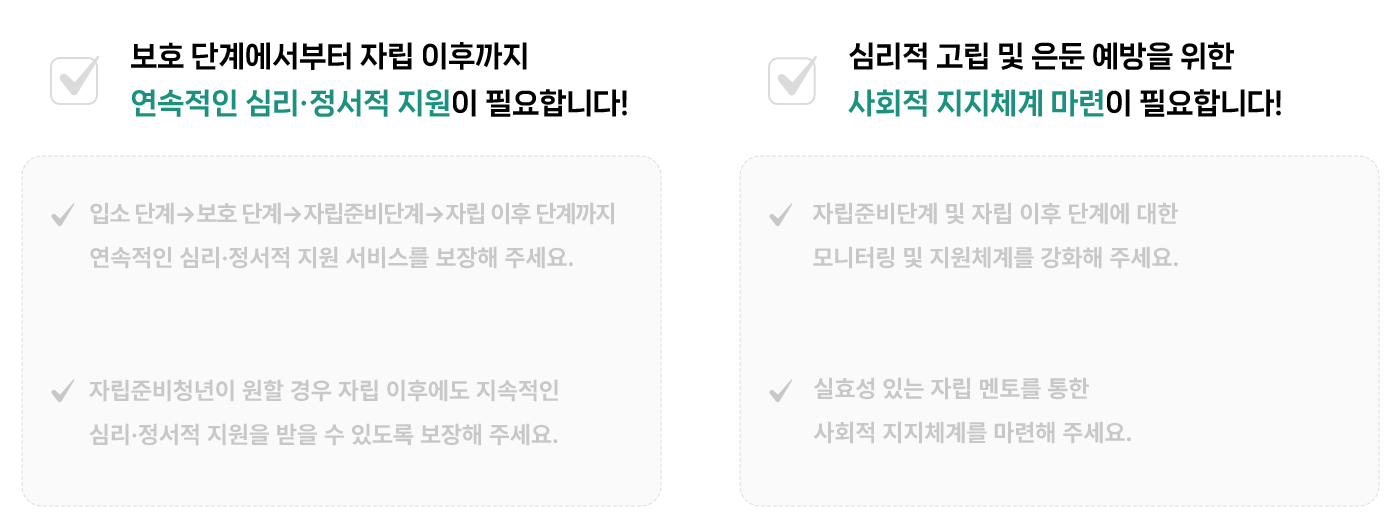 보호 단계에서부터 자립 이후까지
연속적인 심리·정서적 지원이 필요합니다!
입소 단계→보호 단계→자립준비단계→자립 이후 단계까지
연속적인 심리·정서적 지원 서비스를 보장해 주세요.
자립준비청년이 원할 경우 자립 이후에도 지속적인
심리·정서적 지원을 받을 수 있도록 보장해 주세요.
심리적 고립 및 은둔 예방을 위한
사회적 지지체계 마련이 필요합니다!
자립준비단계 및 자립 이후 단계에 대한
모니터링 및 지원체계를 강화해 주세요.
실효성 있는 자립 멘토를 통한
사회적 지지체계를 마련해 주세요.